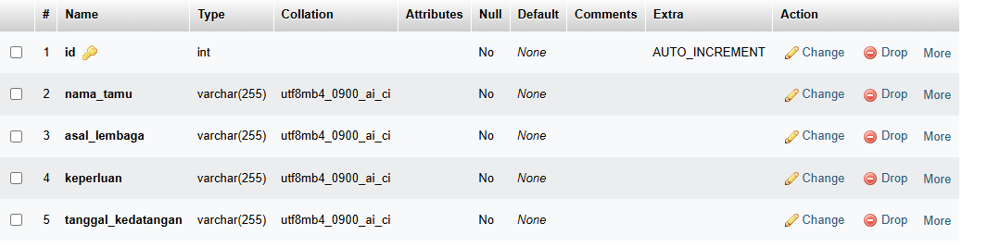 # Name Type Collation Attributes Null Default Comments Extra Action
1 id int No None AUTO_INCREMENT Change Drop More
2 nama_tamu varchar(255) utf8mb4_0900_ai_ci No None Change Drop More
3 asal_lembaga varchar(255) utf8mb4_0900_ai_ci No None Change Drop More
4 keperluan varchar(255) utf8mb4_0900_ai_ci No None Change Drop More
5 tanggal_kedatangan varchar(255) utf8mb4_0900_ai_ci No None Change Drop More